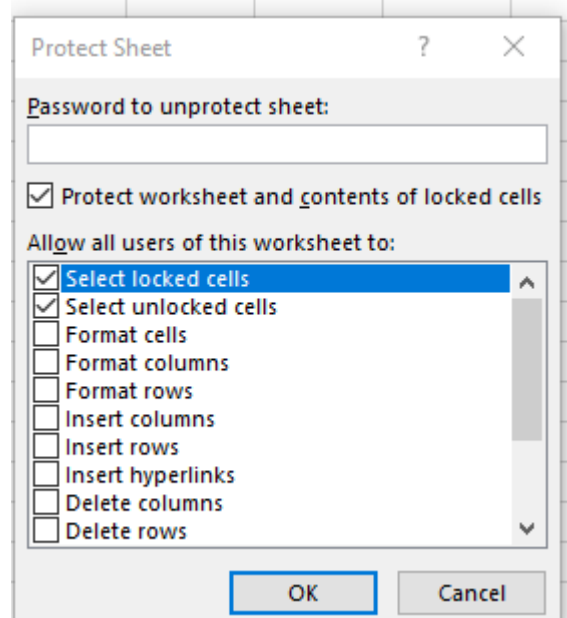 Protect Sheet ?
Password to unprotect sheet:
Protect worksheet and contents of locked cells
Allow all users of this worksheet to:
Select locked cells
Select unlocked cells
Format cells
Format columns
Format rows
Insert columns
Insert rows
Insert hyperlinks
Delete columns
Delete rows
OK Cancel